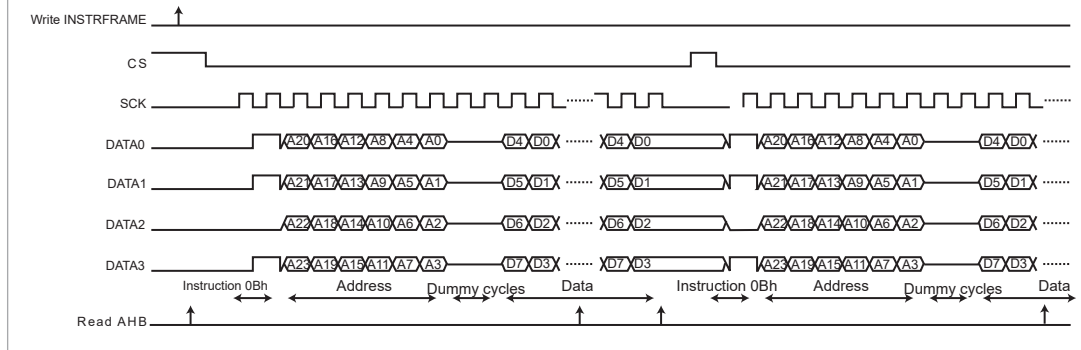 Write INSTRFRAME
CS
SCK
DATA0 A20 A16 A12 A8 A4 A0 D4 D0 D4 D0 A20 A16 A12 A8 A4 A0 D4 D0
DATA1 A21 A17 A13 A9 A5 A1 D5 D1 D5 D1 A21 A17 A13 A9 A5 A1 D5 D1
DATA2 A22 A18 A14 A10 A6 A2 D6 D2 D6 D2 A22 A18 A14 A10 A6 A2 D6 D2
DATA3 A23 A19 A15 A11 A7 A3 D7 D3 D7 D3 A23 A19 A15 A11 A7 A3 D7 D3
Instruction 0Bh Address Dummy cycles Data Instruction 0Bh Address Dummy cycles Data
Read AHB